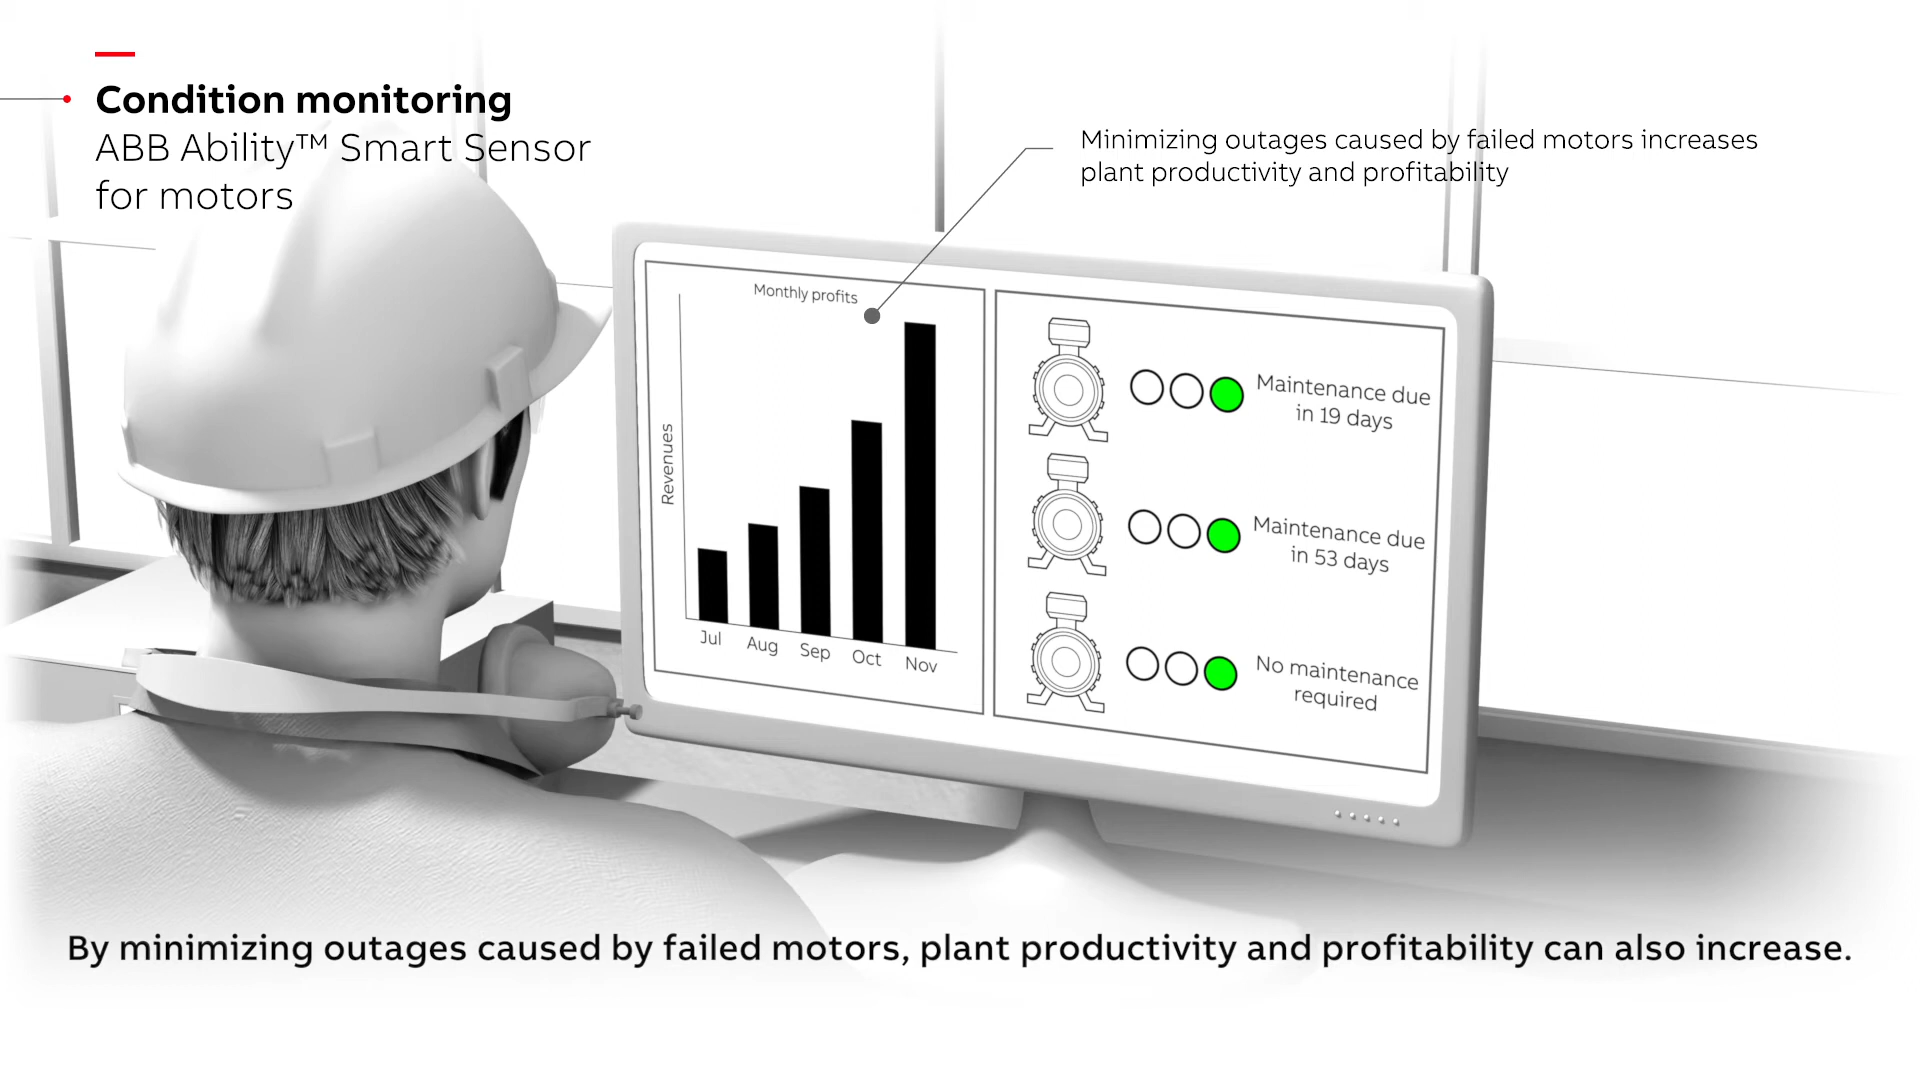 Condition monitoring
ABB Ability™ Smart Sensor
for motors
Minimizing outages caused by failed motors increases
plant productivity and profitability
Monthly profits
Revenues
Jul Aug Sep Oct Nov
Maintenance due
in 19 days
Maintenance due
in 53 days
No maintenance
required
By minimizing outages caused by failed motors, plant productivity and profitability can also increase.